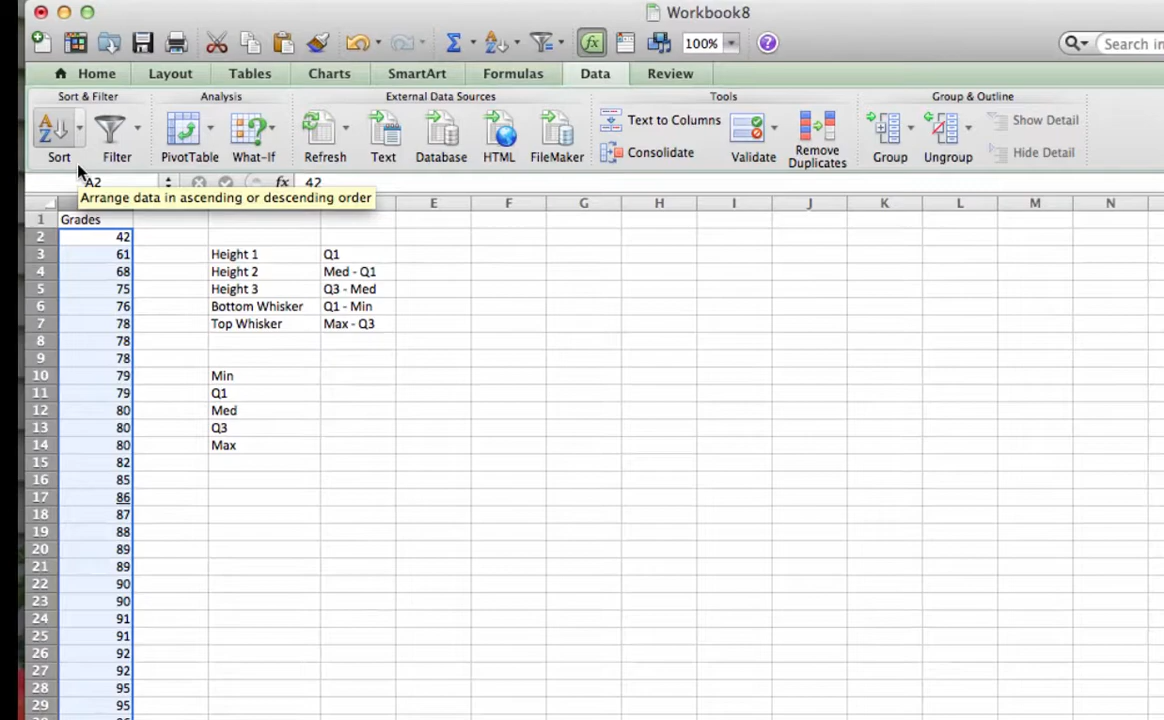 Workbook8
100%
Search in
Home Layout Tables Charts SmartArt Formulas Data Review
Sort & Filter Analysis External Data Sources Tools Group & Outline
Text to Columns Show Detail
Sort Filter PivotTable What-If Refresh Text Database HTML FileMaker Consolidate Validate Remove Duplicates Group Ungroup Hide Detail
A2 fx 42
Arrange data in ascending or descending order
E F G H I J K L M N
1 Grades
2 42
3 61 Height 1 Q1
4 68 Height 2 Med - Q1
5 75 Height 3 Q3 - Med
6 76 Bottom Whisker Q1 - Min
7 78 Top Whisker Max - Q3
8 78
9 78
10 79 Min
11 79 Q1
12 80 Med
13 80 Q3
14 80 Max
15 82
16 85
17 86
18 87
19 88
20 89
21 89
22 90
23 90
24 91
25 91
26 92
27 92
28 95
29 95